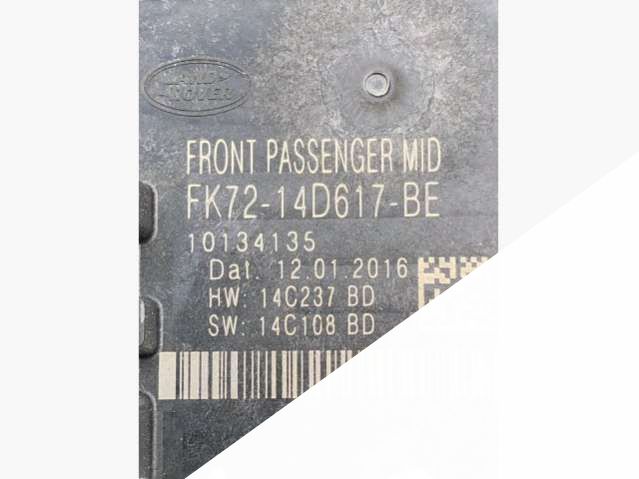 LAND
ROVER
FRONT PASSENGER MID
FK72-14D617-BE
10134135
Dat. 12.01.2016
HW: 14C237 BD
SW: 14C108 BD